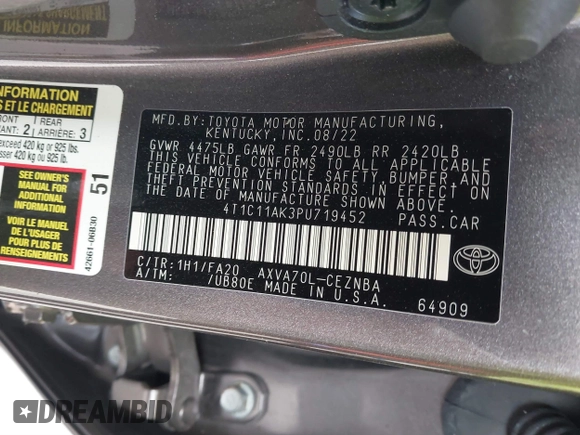 INFORMATION
ET LE CHARGEMENT
FRONT 2 REAR 3
AVANT: ARRIÈRE:
exceed 420 kg or 925 lbs.
passer 420 kg ou 925 lb.
SEE OWNER'S
MANUAL FOR
ADDITIONAL
INFORMATION
VOIR LE MANUEL
DE L'USAGER
POUR PLUS DE
RENSEIGNEMENTS
51
42661-06B30
MFD.BY:TOYOTA MOTOR MANUFACTURING,
KENTUCKY,INC.08/22
GVWR 4475LB GAWR FR 2490LB RR 2420LB
THIS VEHICLE CONFORMS TO ALL APPLICABLE
FEDERAL MOTOR VEHICLE SAFETY, BUMPER, AND
THEFT PREVENTION STANDARDS IN EFFECT ON
THE DATE OF MANUFACTURE SHOWN ABOVE.
4T1C11AK3PU719452 PASS.CAR
C/TR:1H1/FA20 AXVA70L-CEZNBA
A/TM: /UB80E MADE IN U.S.A.
64909
DREAMBID